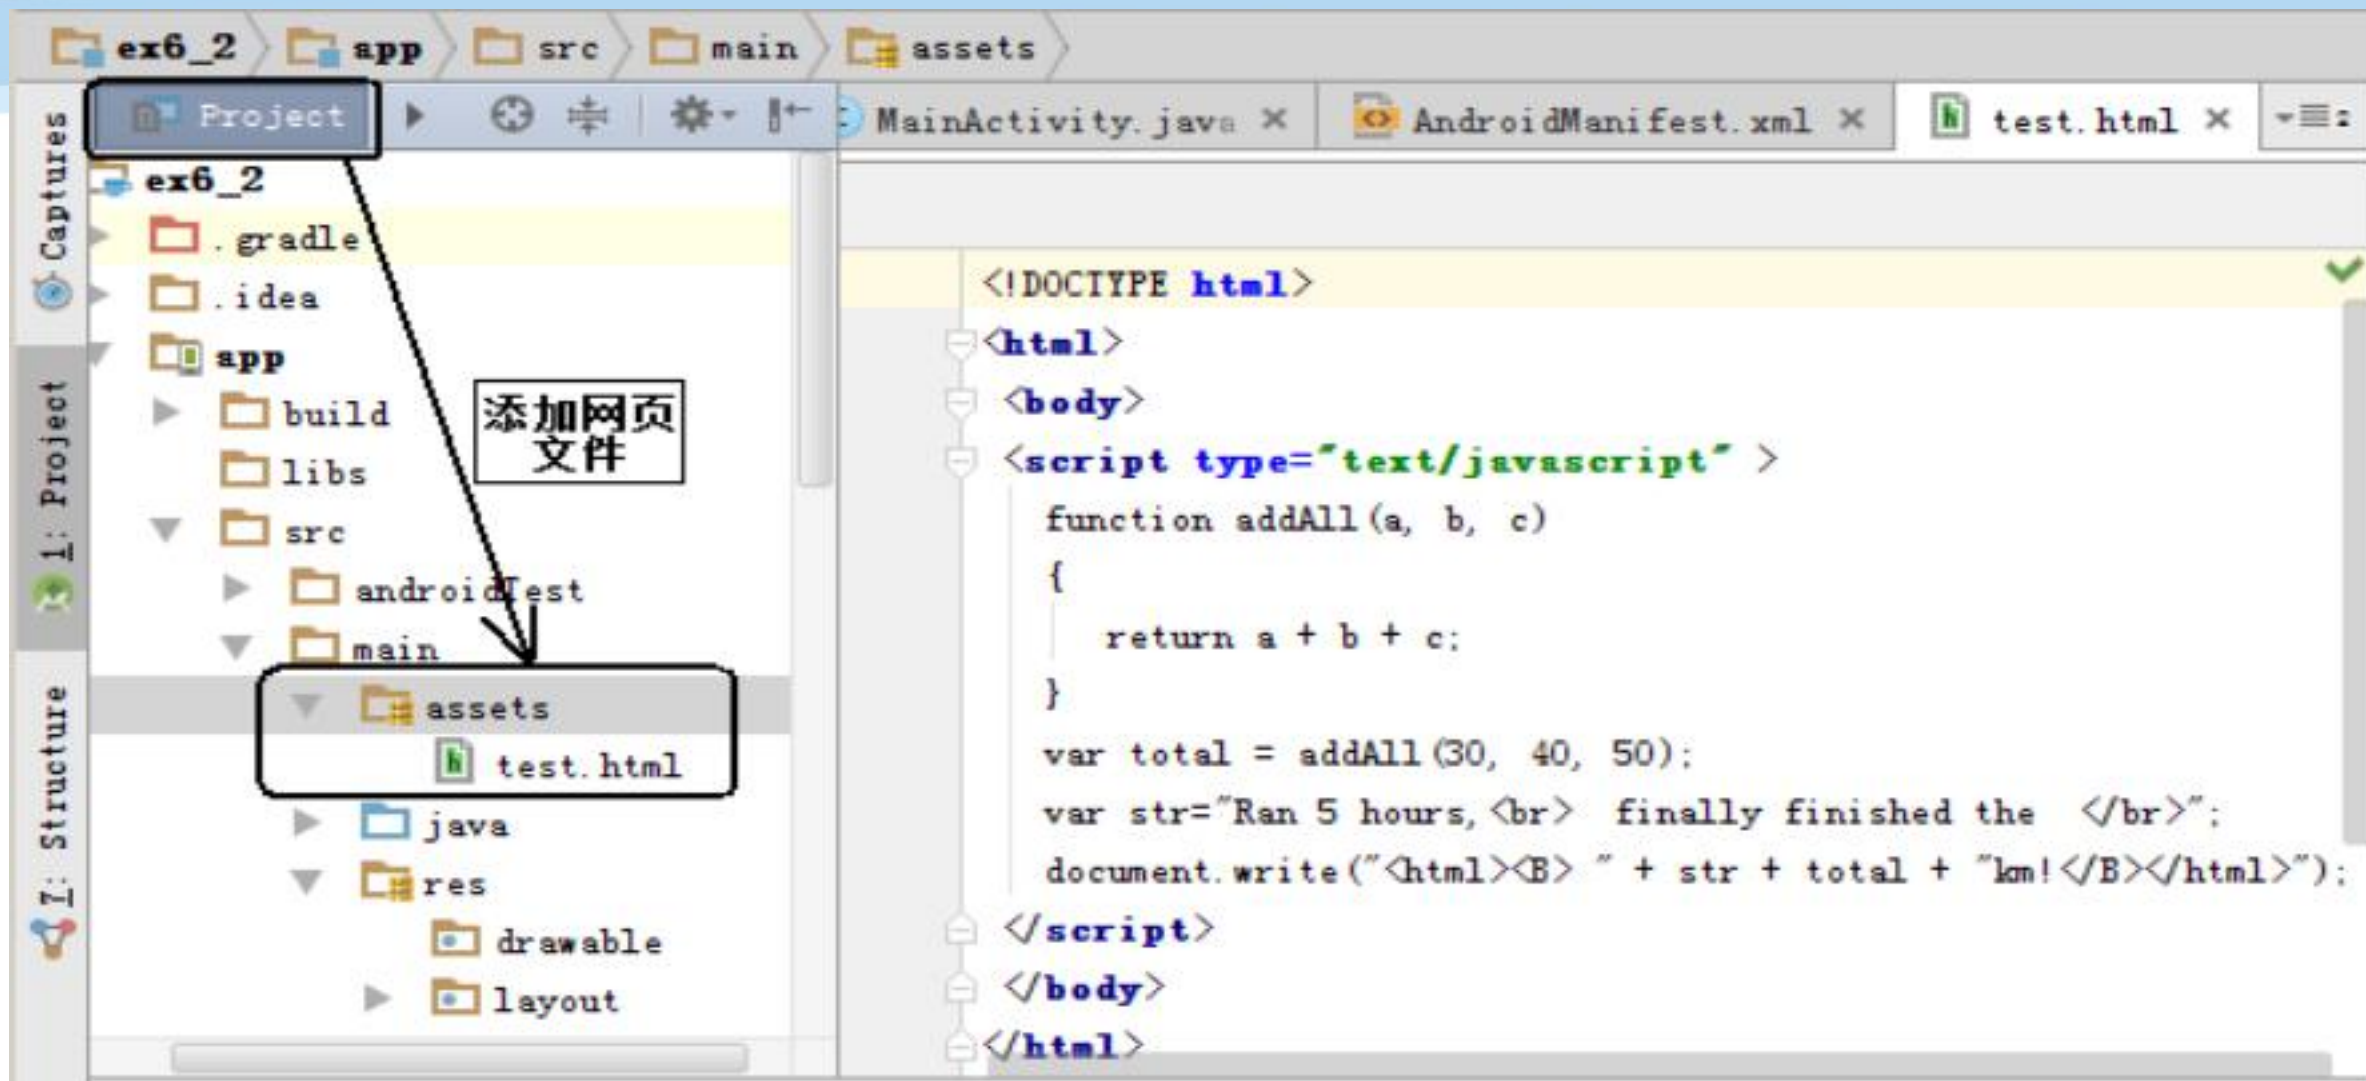 ex6_2 app src main assets
Project
MainActivity.java AndroidManifest.xml test.html
Captures
1: Project
7: Structure
ex6_2
.gradle
.idea
app
build
libs
src
androidTest
main
assets
test.html
java
res
drawable
layout
添加网页
文件
<!DOCTYPE html>
<html>
<body>
<script type="text/javascript" >
function addAll(a, b, c)
{
return a + b + c;
}
var total = addAll(30, 40, 50);
var str="Ran 5 hours,<br>  finally finished the  </br>";
document.write("<html><B> " + str + total + "km!</B></html>");
</script>
</body>
</html>